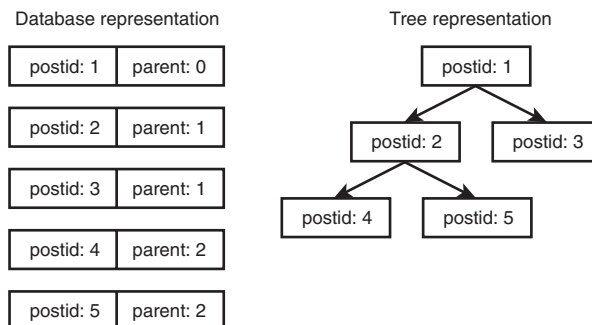 Database representation
postid: 1 parent: 0
postid: 2 parent: 1
postid: 3 parent: 1
postid: 4 parent: 2
postid: 5 parent: 2
Tree representation
postid: 1
postid: 2 postid: 3
postid: 4 postid: 5